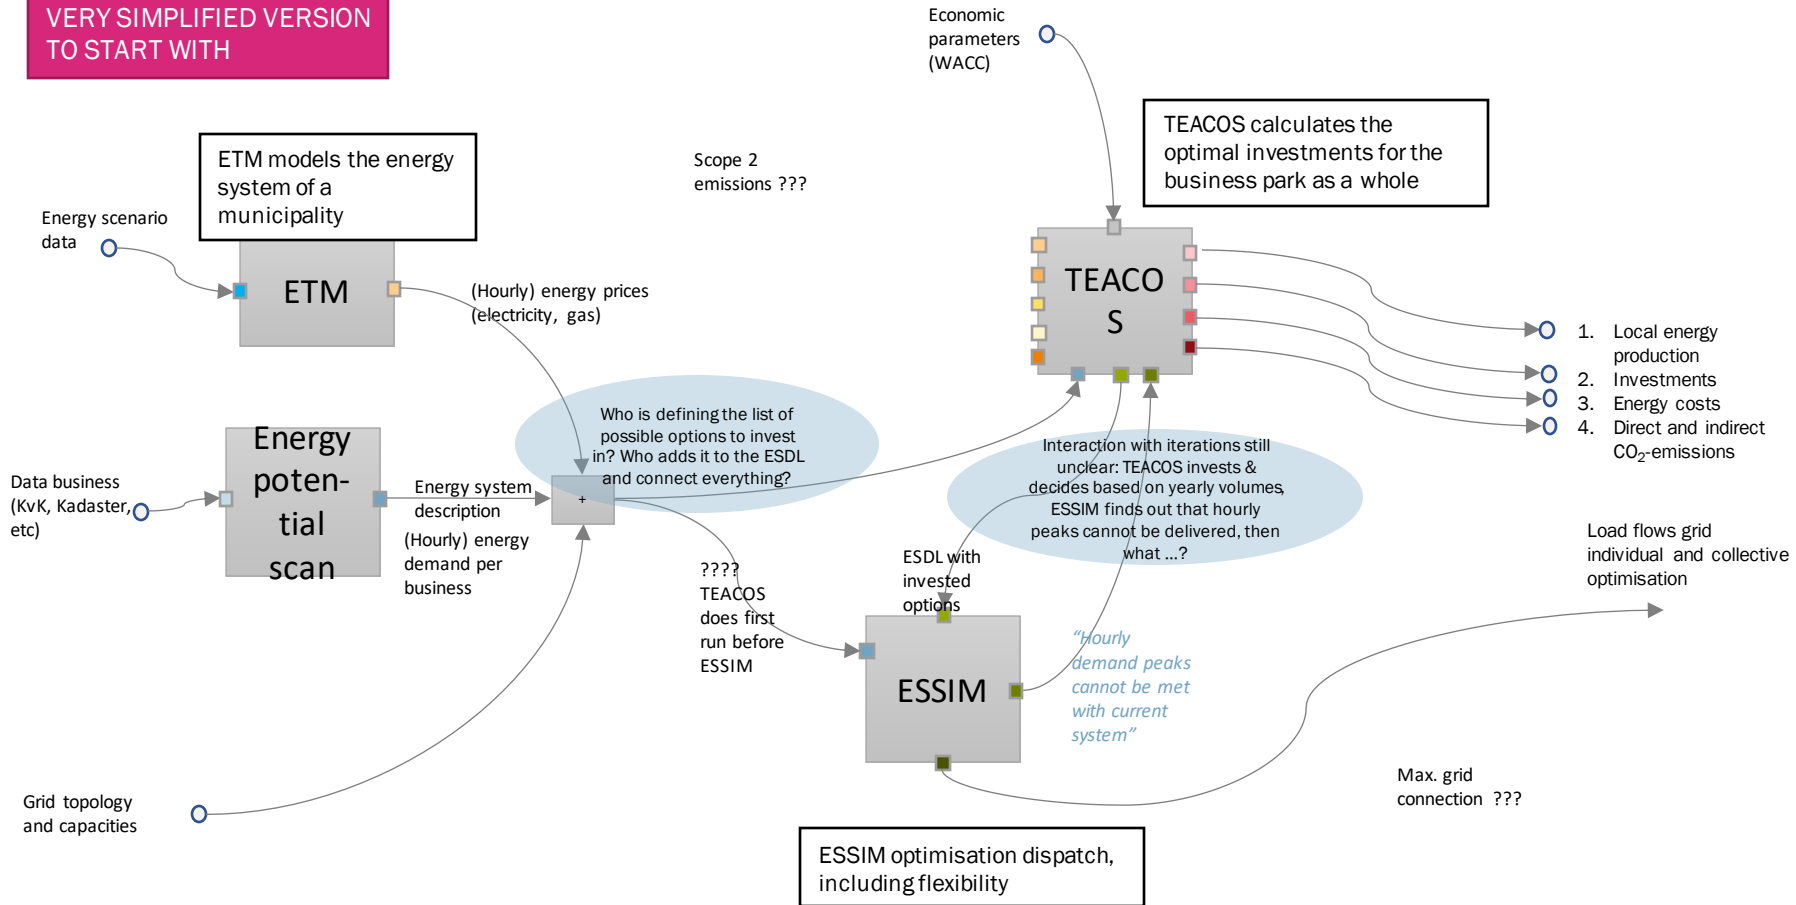 VERY SIMPLIFIED VERSION
TO START WITH
Economic
parameters
(WACC)
TEACOS calculates the
optimal investments for the
business park as a whole
ETM models the energy
system of a
municipality
Scope 2
emissions ???
Energy scenario
data
ETM
(Hourly) energy prices
(electricity, gas)
TEACO
S
1. Local energy
production
2. Investments
3. Energy costs
4. Direct and indirect
CO₂-emissions
Who is defining the list of
possible options to invest
in? Who adds it to the ESDL
and connect everything?
Interaction with iterations still
unclear: TEACOS invests &
decides based on yearly volumes,
ESSIM finds out that hourly
peaks cannot be delivered, then
what ...?
Energy
poten-
tial
scan
Data business
(KvK, Kadaster,
etc)
Energy system
description
(Hourly) energy
demand per
business
+
Load flows grid
individual and collective
optimisation
????
TEACOS
does first
run before
ESSIM
ESDL with
invested
options
ESSIM
“Hourly
demand peaks
cannot be met
with current
system”
Max. grid
connection ???
Grid topology
and capacities
ESSIM optimisation dispatch,
including flexibility